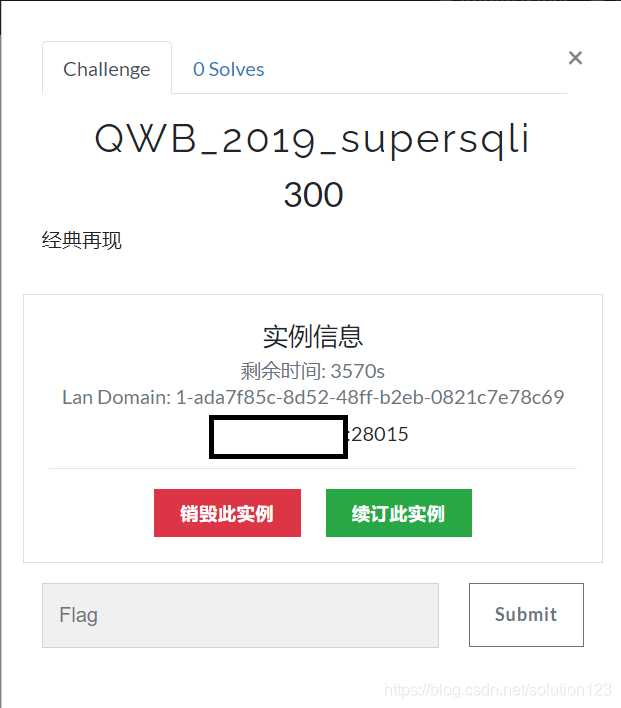 Challenge
0 Solves
×
QWB_2019_supersqli
300
经典再现
实例信息
剩余时间: 3570s
Lan Domain: 1-ada7f85c-8d52-48ff-b2eb-0821c7e78c69
:28015
销毁此实例
续订此实例
Flag
Submit
https://blog.csdn.net/solution123